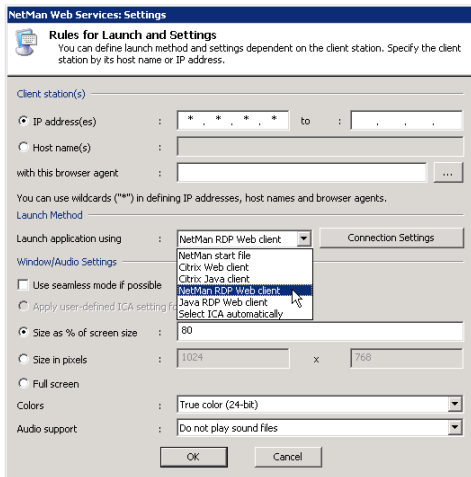 NetMan Web Services: Settings
Rules for Launch and Settings
You can define launch method and settings dependent on the client station. Specify the client
station by its host name or IP address.
Client station(s)
IP address(es) : * . * . * . * to : . . .
Host name(s) :
with this browser agent : ...
You can use wildcards ("*") in defining IP addresses, host names and browser agents.
Launch Method
Launch application using : NetMan RDP Web client Connection Settings
NetMan start file
Window/Audio Settings
Citrix Web client
Citrix Java client
Use seamless mode if possible
NetMan RDP Web client
Java RDP Web client
Apply user-defined ICA setting fo
Select ICA automatically
Size as % of screen size : 80
Size in pixels : 1024 x 768
Full screen
Colors : True color (24-bit)
Audio support : Do not play sound files
OK Cancel